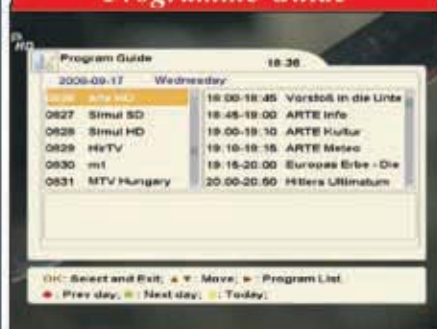 Programme Guide
Program Guide 18:36
2008-09-17 Wednesday
0826 arte HD 18:00-18:45 Vorstoß in die Unte
0827 Simul SD 18:45-19:00 ARTE Info
0828 Simul HD 19:00-19:10 ARTE Kultur
0829 HirTV 19:10-19:15 ARTE Meteo
0830 m1 19:15-20:00 Europas Erbe - Die
0831 MTV Hungary 20:00-20:50 Hitlers Ultimatum
OK: Select and Exit; ▲ ▼: Move; ►: Program List
●: Prev day; ●: Next day; ●: Today;